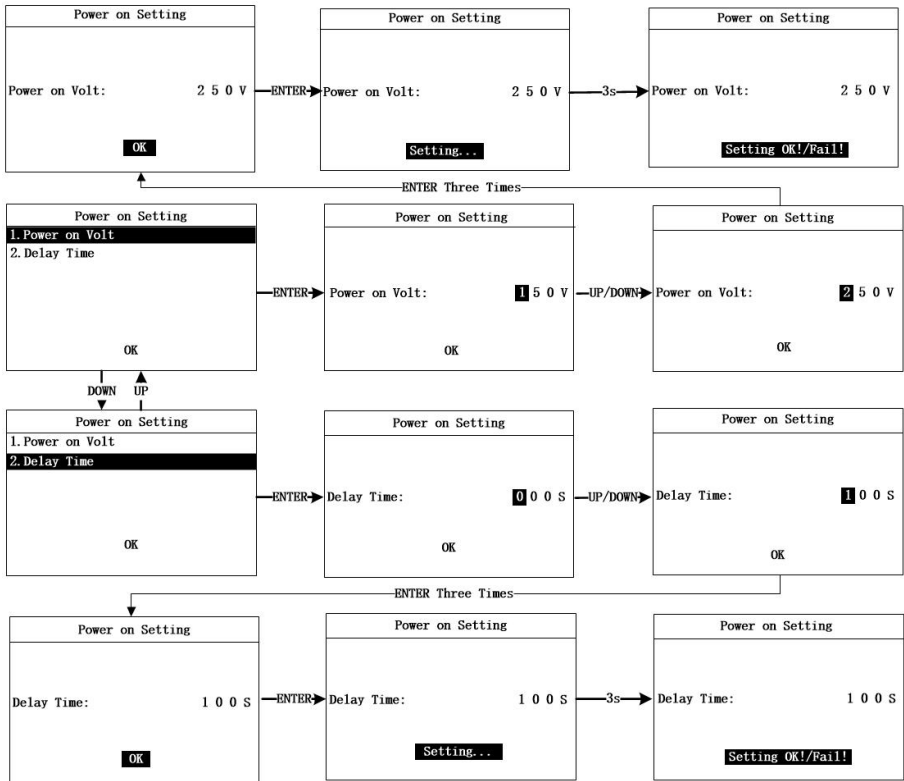 Power on Setting
Power on Volt: 2 5 0 V
OK
ENTER
Power on Setting
Power on Volt: 2 5 0 V
Setting...
3s
Power on Setting
Power on Volt: 2 5 0 V
Setting OK!/Fail!
ENTER Three Times
Power on Setting
1.Power on Volt
2.Delay Time
OK
ENTER
Power on Setting
Power on Volt: 1 5 0 V
OK
UP/DOWN
Power on Setting
Power on Volt: 2 5 0 V
OK
DOWN UP
Power on Setting
1.Power on Volt
2.Delay Time
OK
ENTER
Power on Setting
Delay Time: 0 0 0 S
OK
UP/DOWN
Power on Setting
Delay Time: 1 0 0 S
OK
ENTER Three Times
Power on Setting
Delay Time: 1 0 0 S
OK
ENTER
Power on Setting
Delay Time: 1 0 0 S
Setting...
3s
Power on Setting
Delay Time: 1 0 0 S
Setting OK!/Fail!